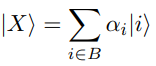 |X⟩ = ∑_{i∈B} α_i|i⟩